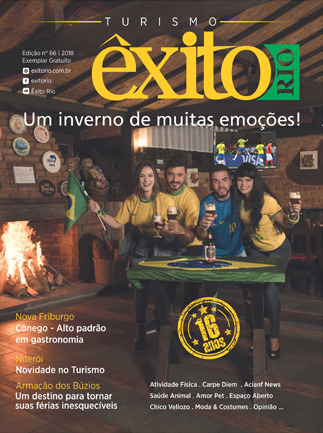 TURISMO
Edição nº 66 | 2018
Exemplar Gratuito
exitorio.com.br
exitorio
Êxito Rio
êxito
RIO
Um inverno de muitas emoções!
VISA
10
16
anos
Nova Friburgo
Cônego - Alto padrão
em gastronomia
Niterói
Novidade no Turismo
Armação dos Búzios
Um destino para tornar
suas férias inesquecíveis
Atividade Física . Carpe Diem . Acianf News
Saúde Animal . Amor Pet . Espaço Aberto
Chico Vellozo . Moda & Costumes . Opinião ...